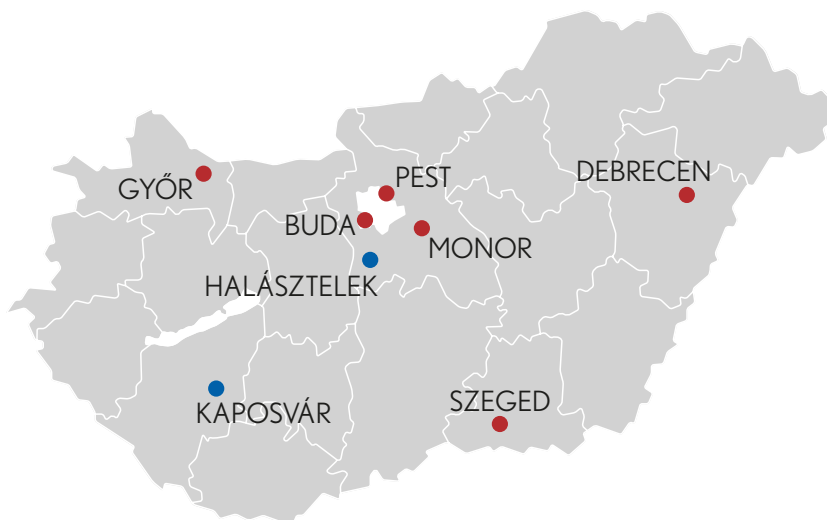 PEST
DEBRECEN
GYŐR
BUDA
MONOR
HALÁSZTELEK
SZEGED
KAPOSVÁR